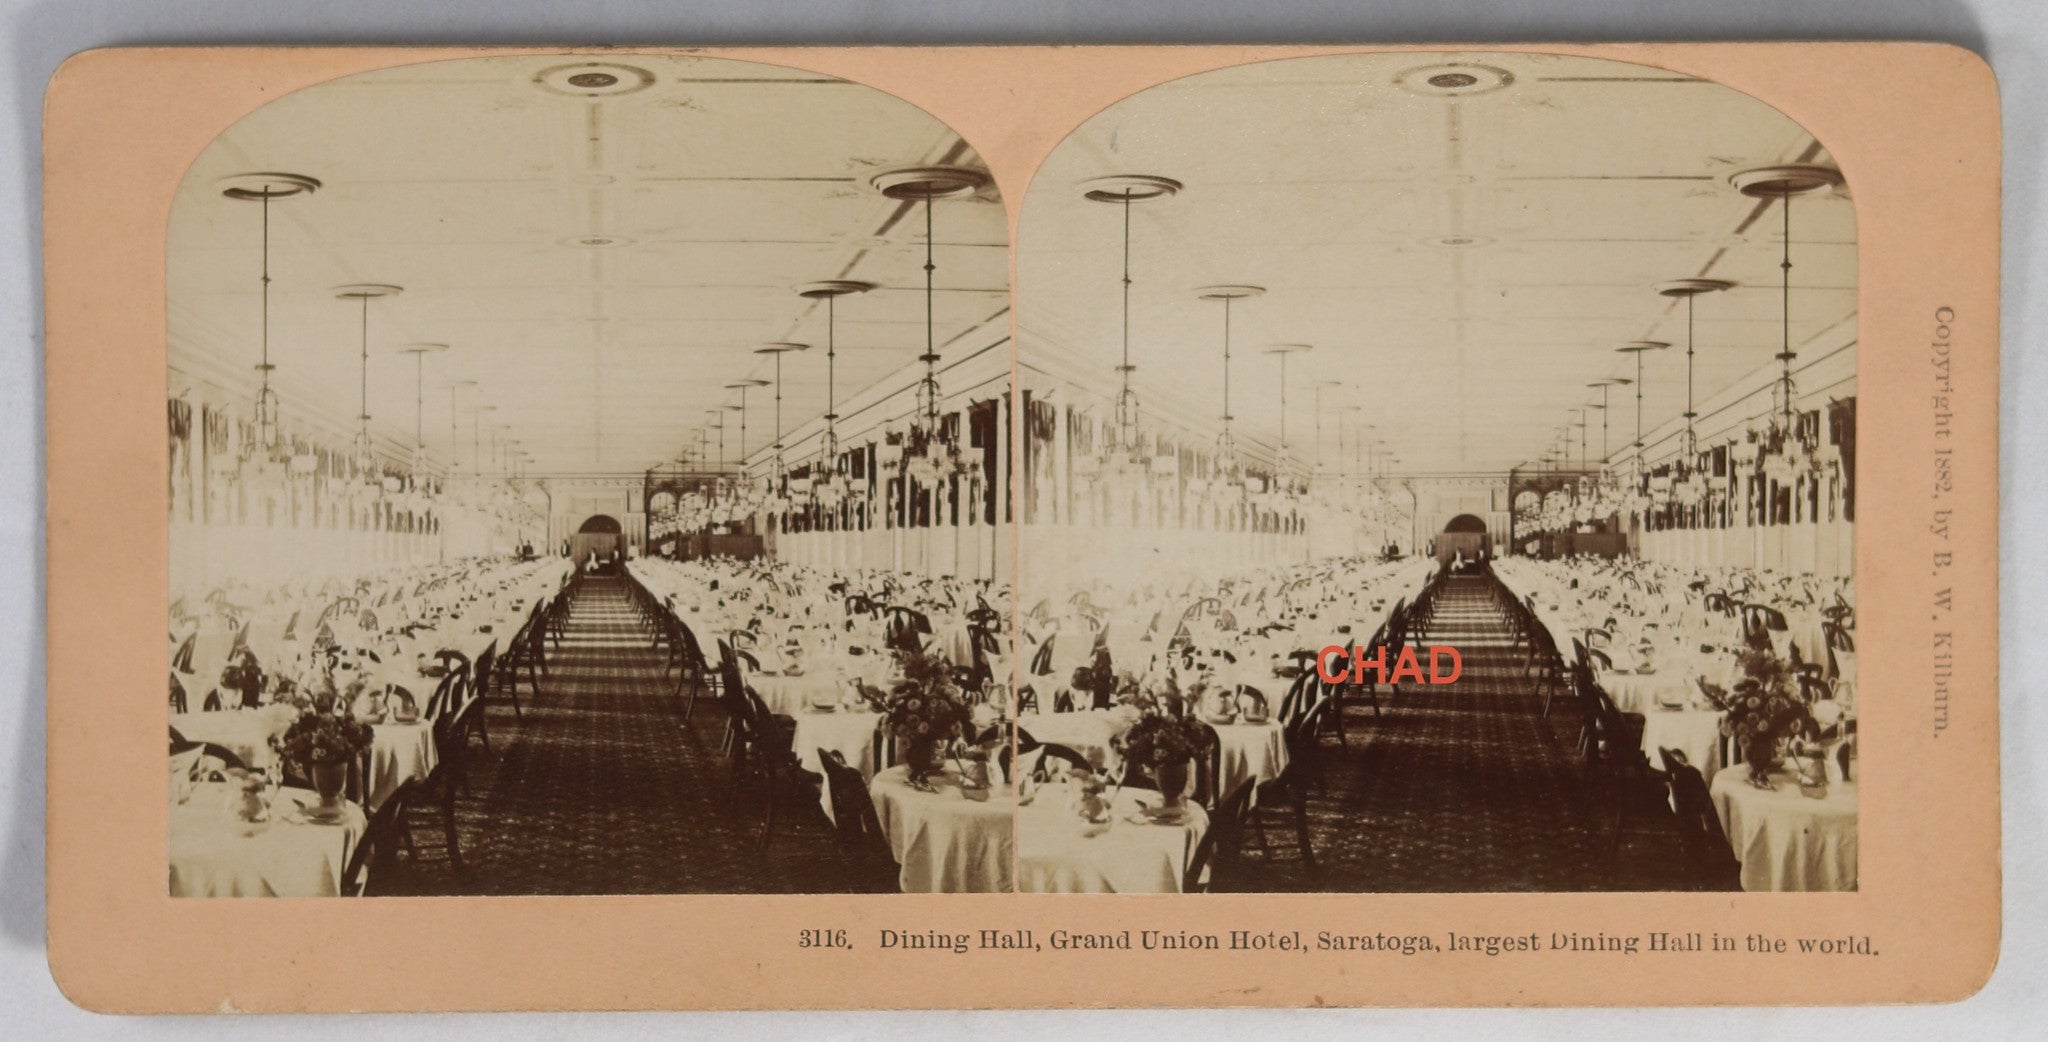 CHAD
3116. Dining Hall, Grand Union Hotel, Saratoga, largest Dining Hall in the world.
Copyright 1882, by B. W. Kilburn.